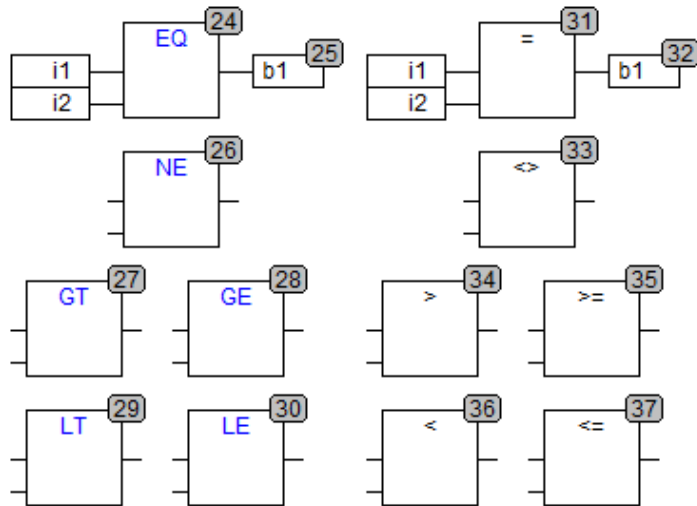 24 31
EQ =
i1 25 i1 32
b1 b1
i2 i2
26 33
NE <>
27 28 34 35
GT GE > >=
29 30 36 37
LT LE < <=